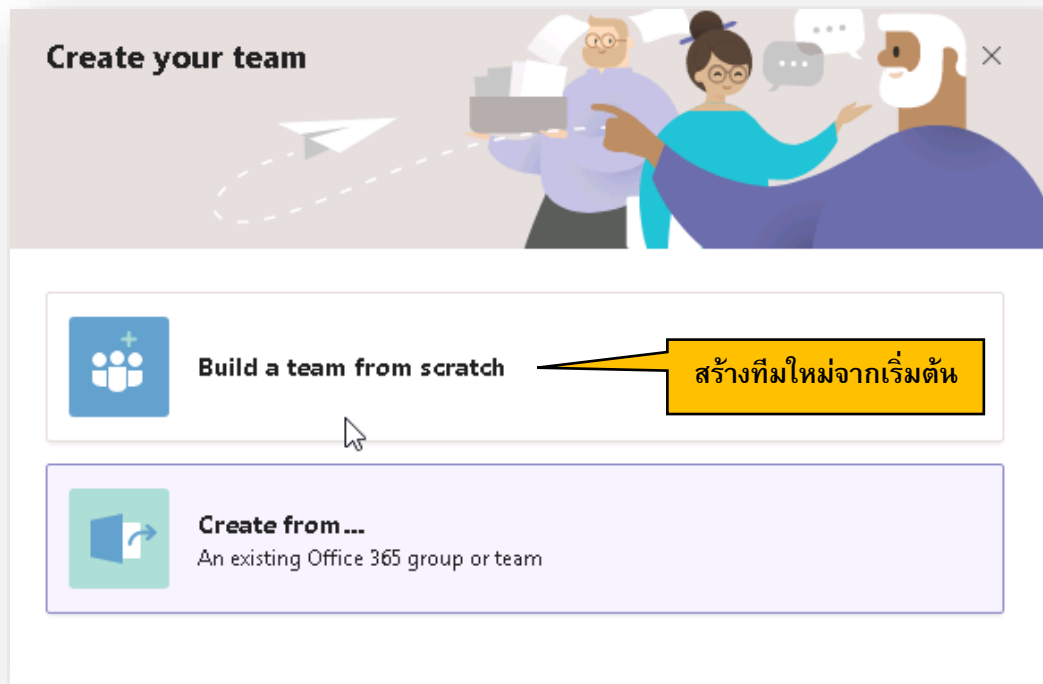 Create your team
Build a team from scratch
สร้างทีมใหม่จากเริ่มต้น
Create from...
An existing Office 365 group or team